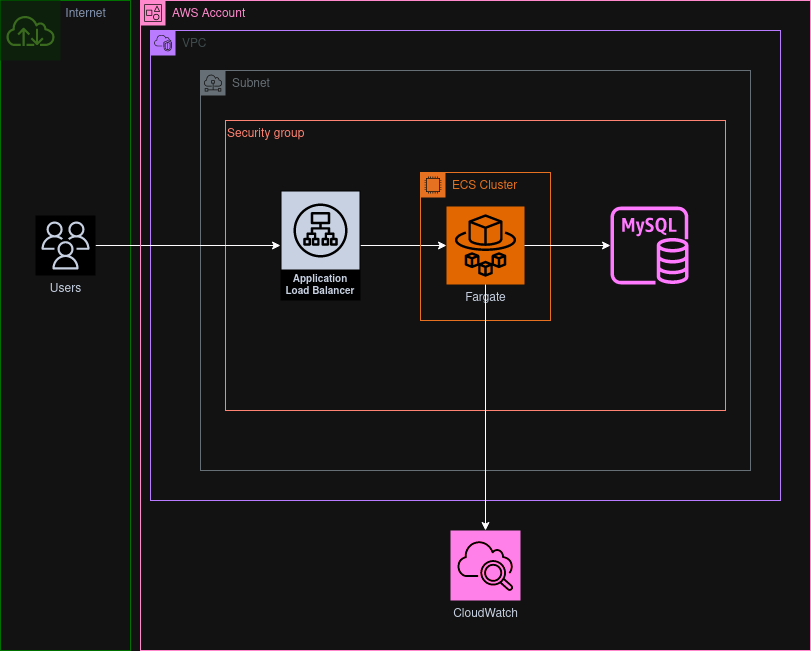 Internet
AWS Account
VPC
Subnet
Security group
ECS Cluster
MySQL
Application
Load Balancer
Users
Fargate
CloudWatch